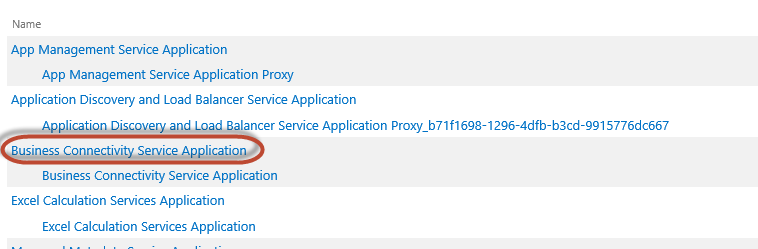 Name
App Management Service Application
App Management Service Application Proxy
Application Discovery and Load Balancer Service Application
Application Discovery and Load Balancer Service Application Proxy_b71f1698-1296-4dfb-b3cd-9915776dc667
Business Connectivity Service Application
Business Connectivity Service Application
Excel Calculation Services Application
Excel Calculation Services Application